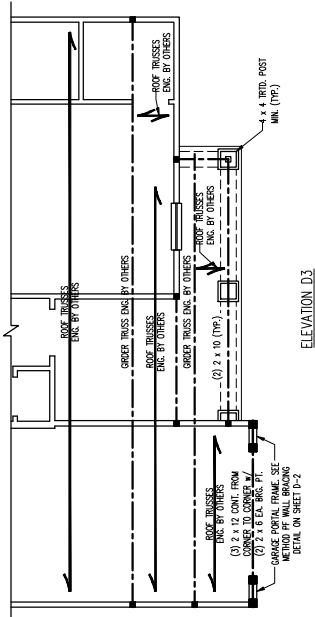 ROOF TRUSSES
ENG. BY OTHERS
GIRDER TRUSS ENG. BY OTHERS
ROOF TRUSSES
ENG. BY OTHERS
ROOF TRUSSES
ENG. BY OTHERS
GIRDER TRUSS ENG. BY OTHERS
ROOF TRUSSES
ENG. BY OTHERS
(2) 2 x 10 (TYP.)
4 x 4 TRTD. POST
MIN. (TYP.)
ROOF TRUSSES
ENG. BY OTHERS
(3) 2 x 12 CONT. FROM
CORNER TO CORNER w/
(2) 2 x 6 EA. BRG. PT.
GARAGE PORTAL FRAME. SEE
METHOD PF WALL BRACING
DETAIL ON SHEET D-2
ELEVATION D3